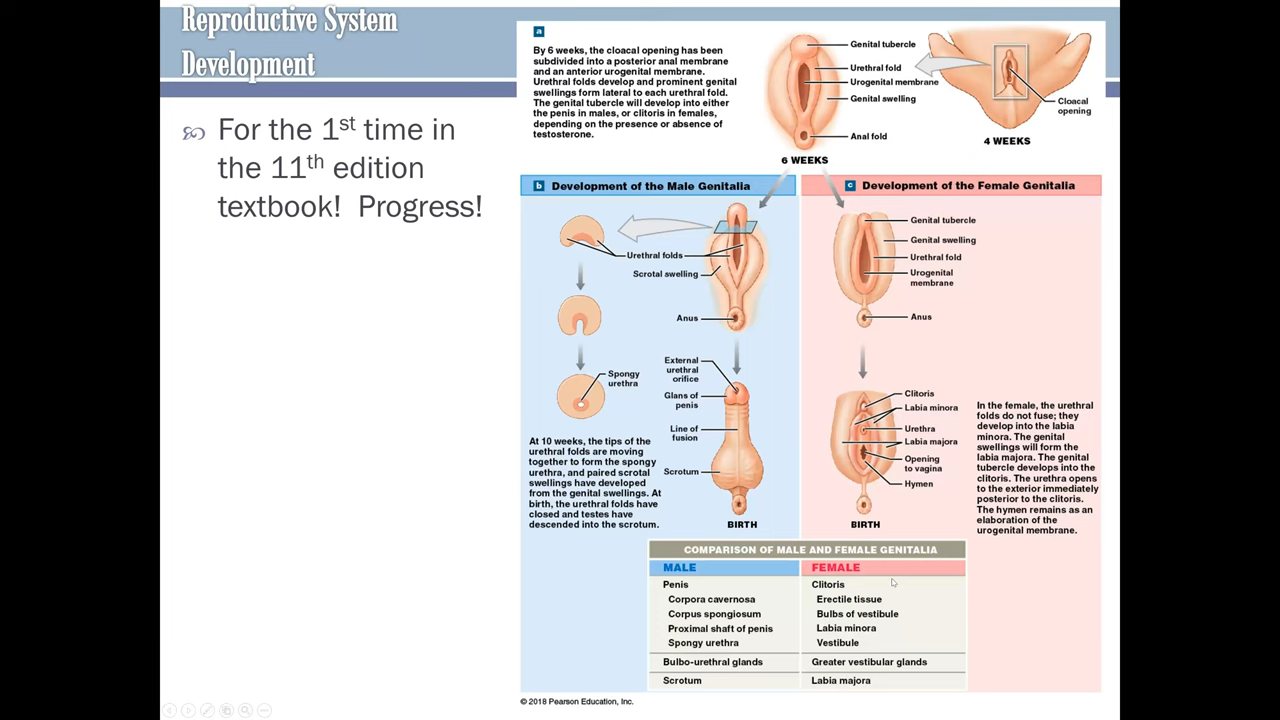 Reproductive System
Development
For the 1st time in
the 11th edition
textbook! Progress!
a
By 6 weeks, the cloacal opening has been
subdivided into a posterior anal membrane
and an anterior urogenital membrane.
Urethral folds develop and prominent genital
swellings form lateral to each urethral fold.
The genital tubercle will develop into either
the penis in males, or clitoris in females,
depending on the presence or absence of
testosterone.
Genital tubercle
Urethral fold
Urogenital membrane
Genital swelling
Anal fold
6 WEEKS
Cloacal
opening
4 WEEKS
b Development of the Male Genitalia
Urethral folds
Scrotal swelling
Anus
Spongy
urethra
External
urethral
orifice
Glans of
penis
Line of
fusion
Scrotum
BIRTH
At 10 weeks, the tips of the
urethral folds are moving
together to form the spongy
urethra, and paired scrotal
swellings have developed
from the genital swellings. At
birth, the urethral folds have
closed and testes have
descended into the scrotum.
c Development of the Female Genitalia
Genital tubercle
Genital swelling
Urethral fold
Urogenital
membrane
Anus
Clitoris
Labia minora
Urethra
Labia majora
Opening
to vagina
Hymen
BIRTH
In the female, the urethral
folds do not fuse; they
develop into the labia
minora. The genital
swellings will form the
labia majora. The genital
tubercle develops into the
clitoris. The urethra opens
to the exterior immediately
posterior to the clitoris.
The hymen remains as an
elaboration of the
urogenital membrane.
COMPARISON OF MALE AND FEMALE GENITALIA
MALE FEMALE
Penis Clitoris
Corpora cavernosa Erectile tissue
Corpus spongiosum Bulbs of vestibule
Proximal shaft of penis Labia minora
Spongy urethra Vestibule
Bulbo-urethral glands Greater vestibular glands
Scrotum Labia majora
© 2018 Pearson Education, Inc.